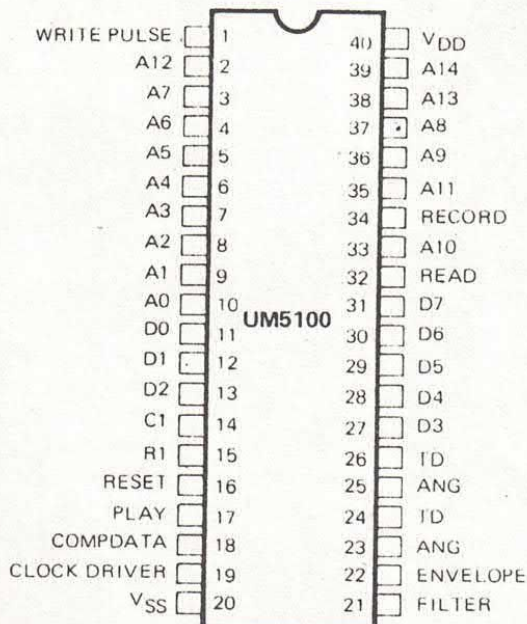 WRITE PULSE 1 40 VDD
A12 2 39 A14
A7 3 38 A13
A6 4 37 A8
A5 5 36 A9
A4 6 35 A11
A3 7 34 RECORD
A2 8 33 A10
A1 9 32 READ
A0 10 31 D7
UM5100
D0 11 30 D6
D1 12 29 D5
D2 13 28 D4
C1 14 27 D3
R1 15 26 TD
RESET 16 25 ANG
PLAY 17 24 TD
COMPDATA 18 23 ANG
CLOCK DRIVER 19 22 ENVELOPE
VSS 20 21 FILTER